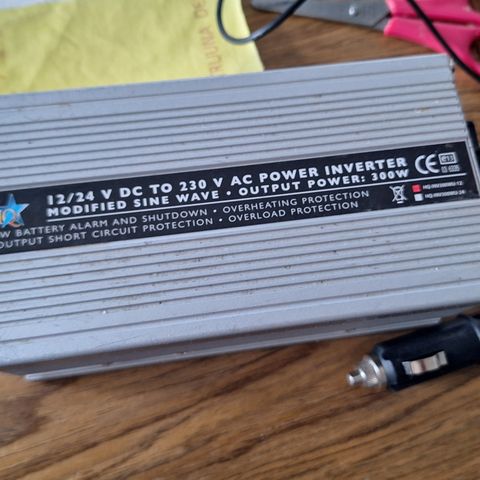 12/24 V DC TO 230 V AC POWER INVERTER
MODIFIED SINE WAVE • OUTPUT POWER: 300W
BATTERY ALARM AND SHUTDOWN • OVERHEATING PROTECTION
OUTPUT SHORT CIRCUIT PROTECTION • OVERLOAD PROTECTION
CE
e13